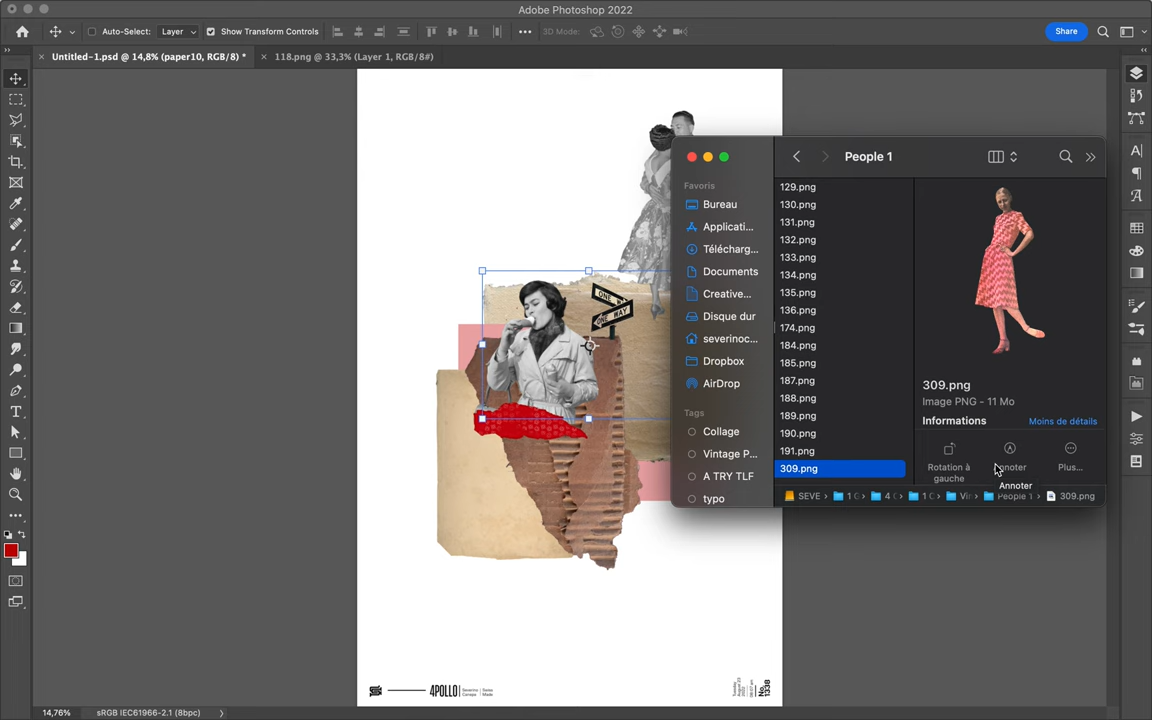 Adobe Photoshop 2022
Auto-Select: Layer Show Transform Controls 3D Mode: Share
Untitled-1.psd @ 14,8% (paper10, RGB/8) * 118.png @ 33,3% (Layer 1, RGB/8#)
People 1
Favoris
Bureau
Applicati...
Télécharg...
Documents
Creative...
Disque dur
severinoc...
Dropbox
AirDrop
Tags
Collage
Vintage P...
A TRY TLF
typo
129.png
130.png
131.png
132.png
133.png
134.png
135.png
136.png
174.png
184.png
185.png
187.png
188.png
189.png
190.png
191.png
309.png
309.png
Image PNG - 11 Mo
Informations Moins de détails
Rotation à
gauche
Annoter
Plus...
Annoter
SEVE People 1 309.png
ONE W
ONE WAY
4POLLO
No. 1338
14,76% sRGB IEC61966-2.1 (8bpc)